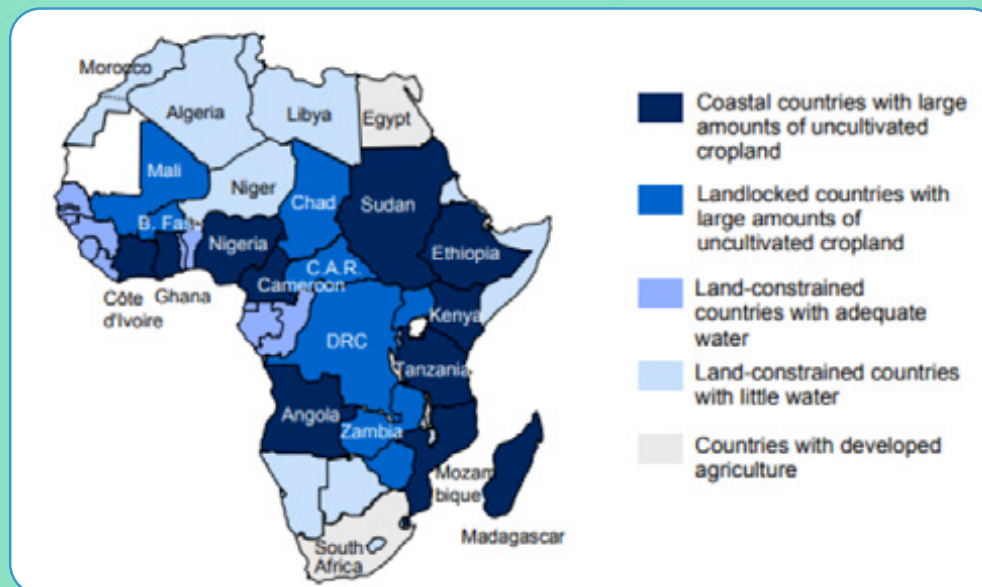 Morocco
Algeria
Libya
Egypt
Mali
Niger
Chad
Sudan
B. Fas
Nigeria
Ethiopia
C.A.R.
Cameroon
Côte
d'Ivoire
Ghana
Kenya
DRC
Tanzania
Angola
Zambia
Mozam
bique
Madagascar
South
Africa
Coastal countries with large
amounts of uncultivated
cropland
Landlocked countries with
large amounts of
uncultivated cropland
Land-constrained
countries with adequate
water
Land-constrained countries
with little water
Countries with developed
agriculture